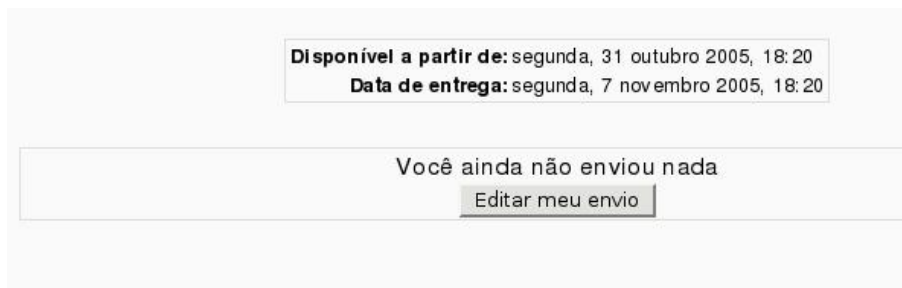 Disponível a partir de: segunda, 31 outubro 2005, 18:20
Data de entrega: segunda, 7 novembro 2005, 18:20
Você ainda não enviou nada
Editar meu envio